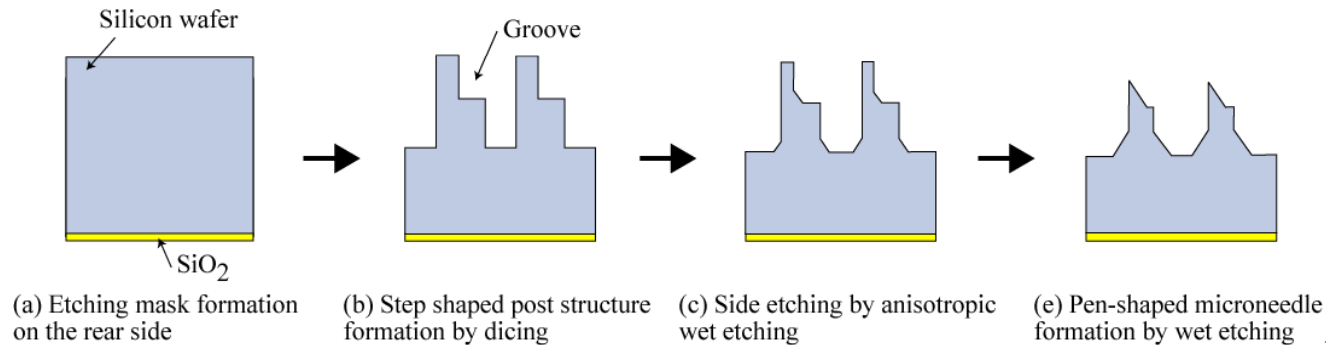 Silicon wafer
Groove
SiO2
(a) Etching mask formation
on the rear side
(b) Step shaped post structure
formation by dicing
(c) Side etching by anisotropic
wet etching
(e) Pen-shaped microneedle
formation by wet etching .